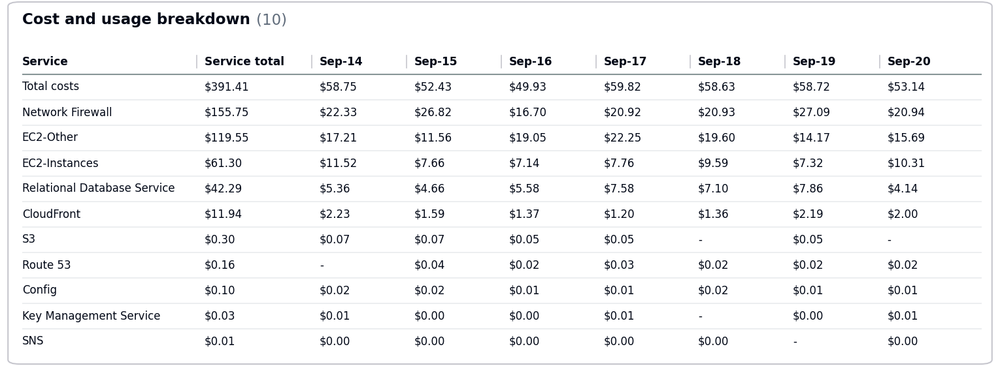 Cost and usage breakdown (10)
Service Service total Sep-14 Sep-15 Sep-16 Sep-17 Sep-18 Sep-19 Sep-20
Total costs $391.41 $58.75 $52.43 $49.93 $59.82 $58.63 $58.72 $53.14
Network Firewall $155.75 $22.33 $26.82 $16.70 $20.92 $20.93 $27.09 $20.94
EC2-Other $119.55 $17.21 $11.56 $19.05 $22.25 $19.60 $14.17 $15.69
EC2-Instances $61.30 $11.52 $7.66 $7.14 $7.76 $9.59 $7.32 $10.31
Relational Database Service $42.29 $5.36 $4.66 $5.58 $7.58 $7.10 $7.86 $4.14
CloudFront $11.94 $2.23 $1.59 $1.37 $1.20 $1.36 $2.19 $2.00
S3 $0.30 $0.07 $0.07 $0.05 $0.05 - $0.05 -
Route 53 $0.16 - $0.04 $0.02 $0.03 $0.02 $0.02 $0.02
Config $0.10 $0.02 $0.02 $0.01 $0.01 $0.02 $0.01 $0.01
Key Management Service $0.03 $0.01 $0.00 $0.00 $0.01 - $0.00 $0.01
SNS $0.01 $0.00 $0.00 $0.00 $0.00 $0.00 - $0.00